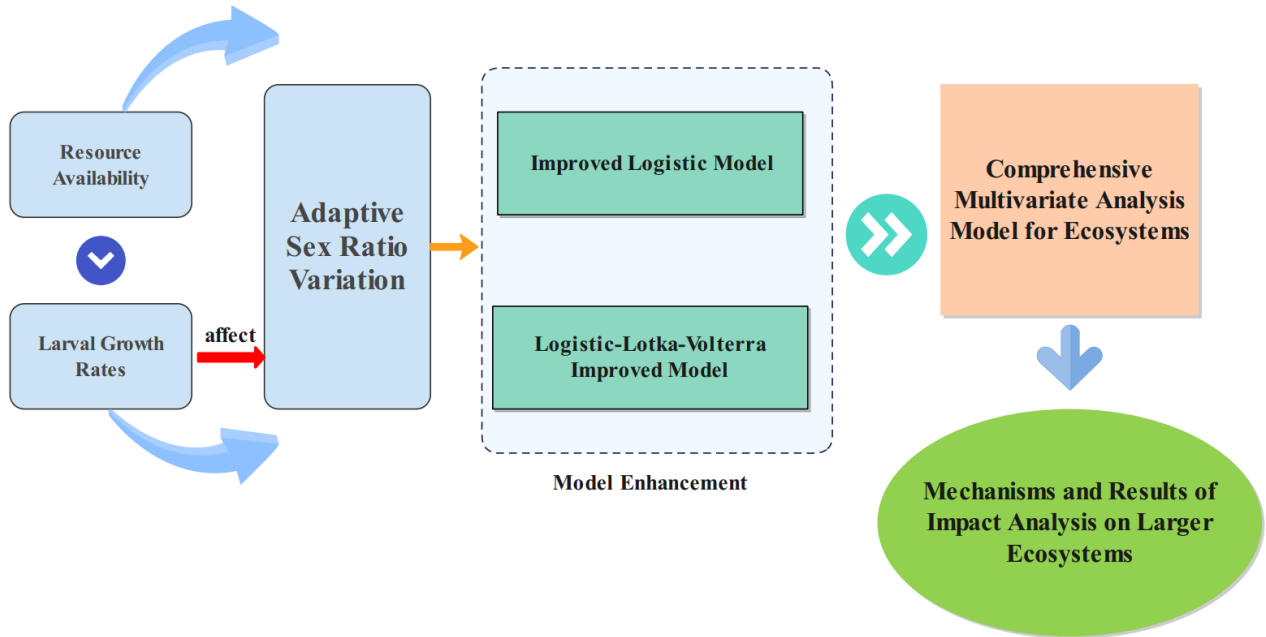 Resource
Availability
Larval Growth
Rates
affect
Adaptive
Sex Ratio
Variation
Improved Logistic Model
Logistic-Lotka-Volterra
Improved Model
Model Enhancement
Comprehensive
Multivariate Analysis
Model for Ecosystems
Mechanisms and Results of
Impact Analysis on Larger
Ecosystems